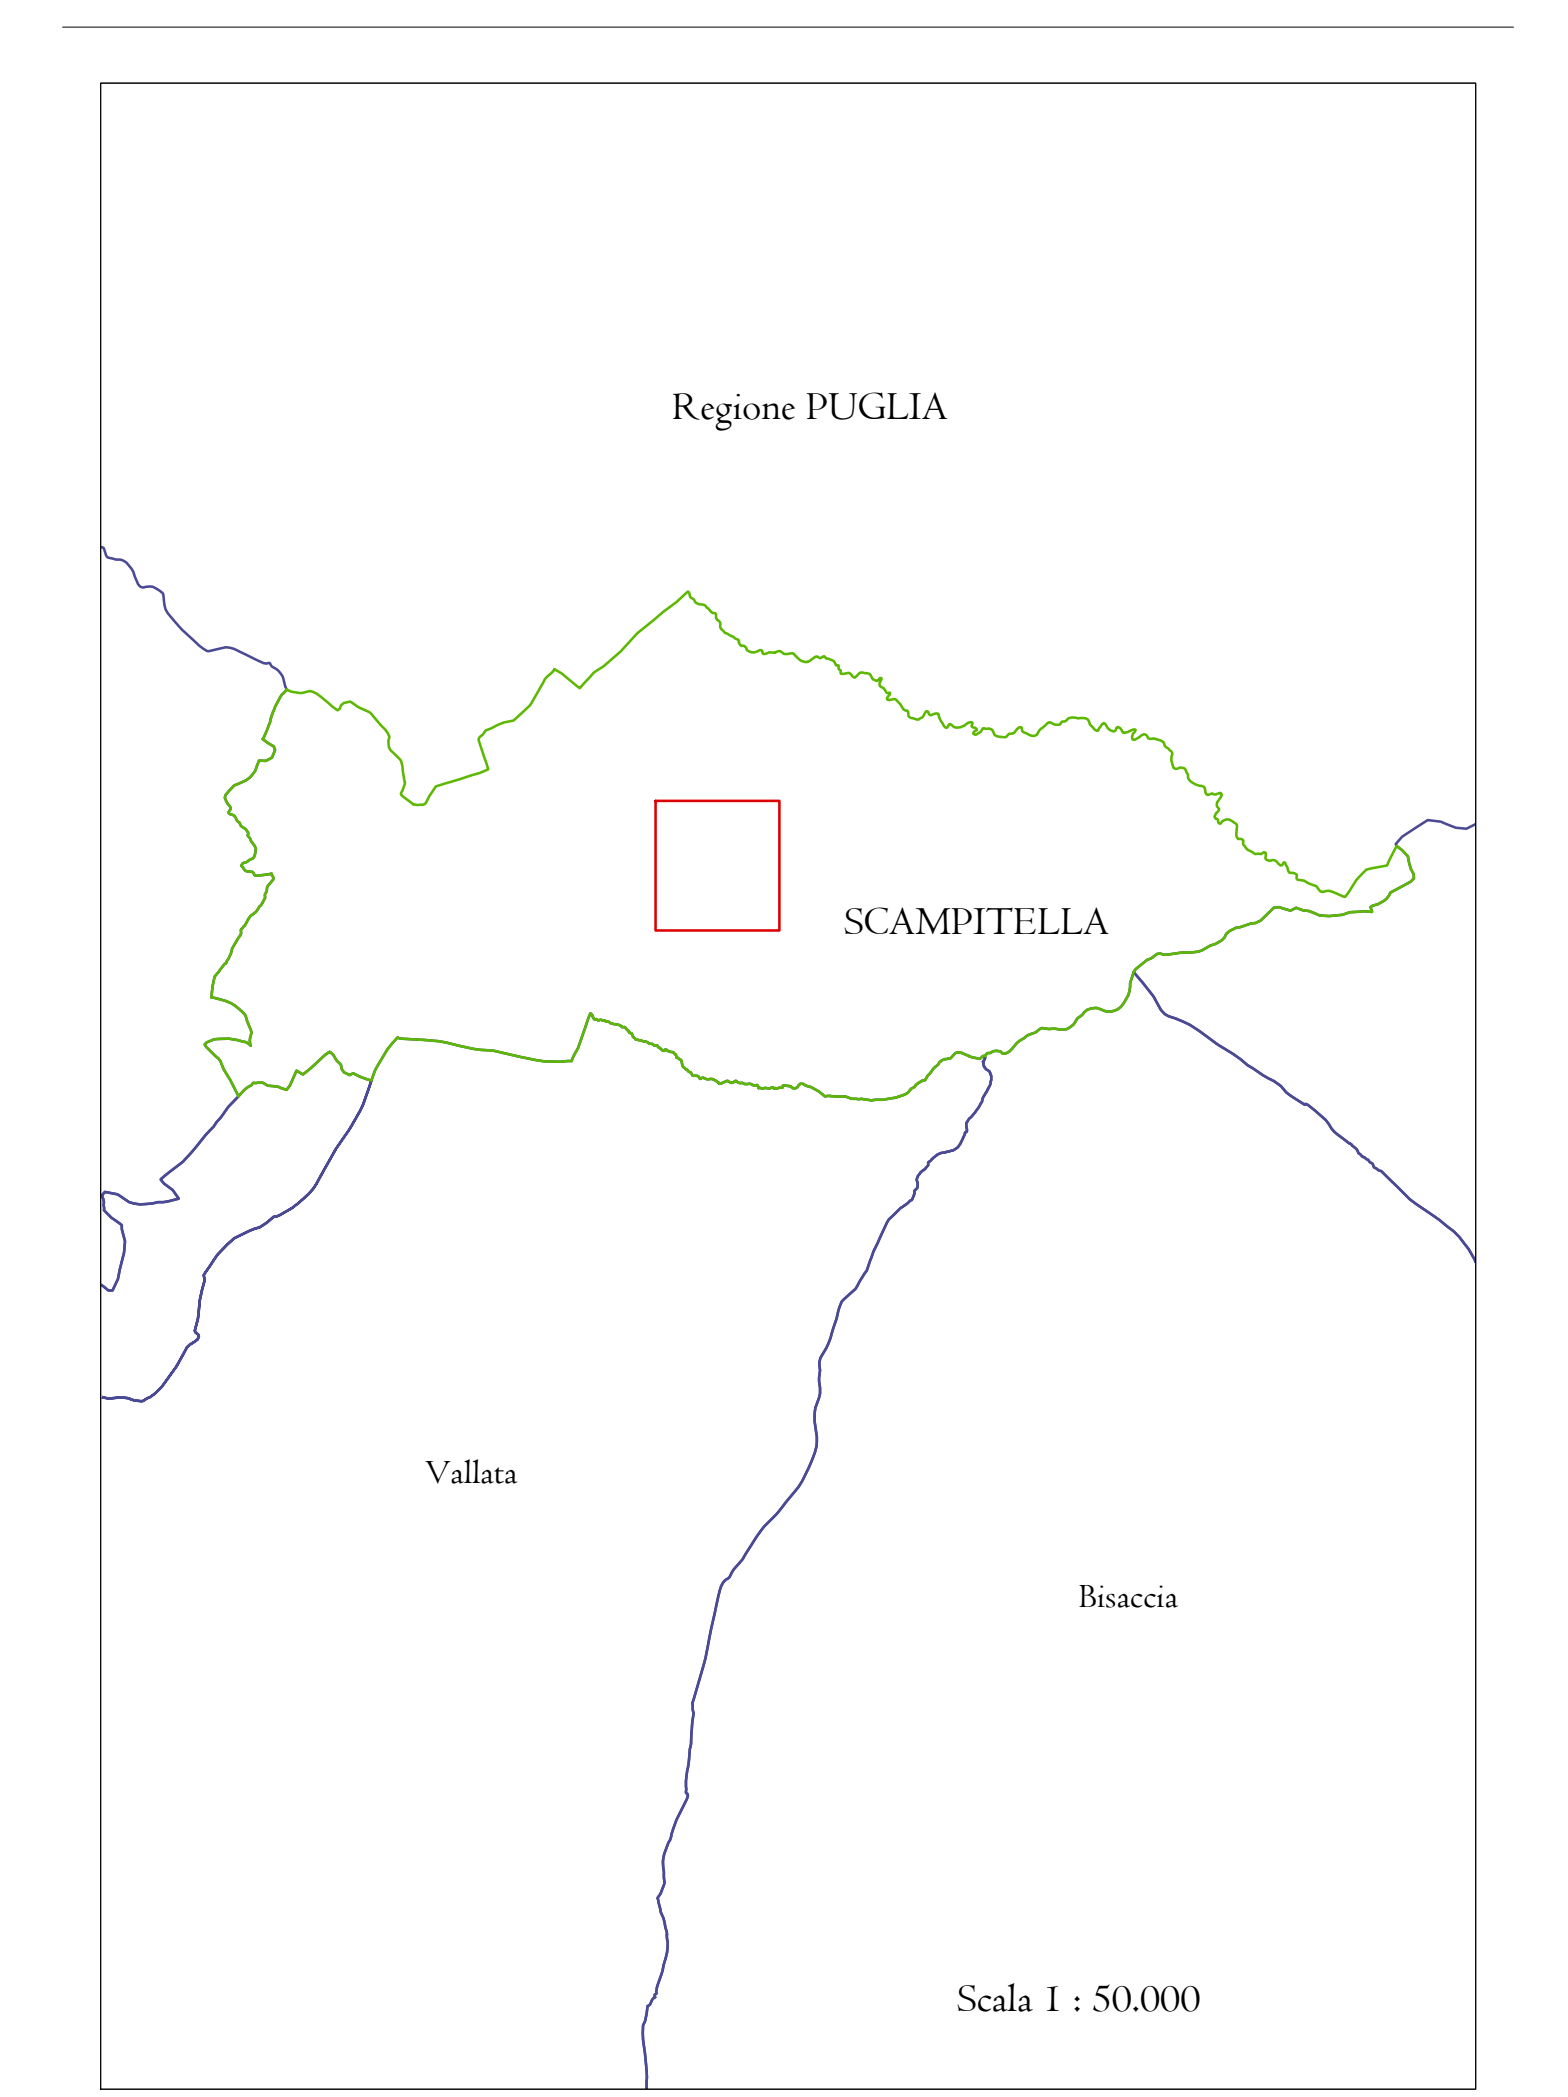 Regione PUGLIA
SCAMPITELLA
Vallata
Bisaccia
Scala 1 : 50.000